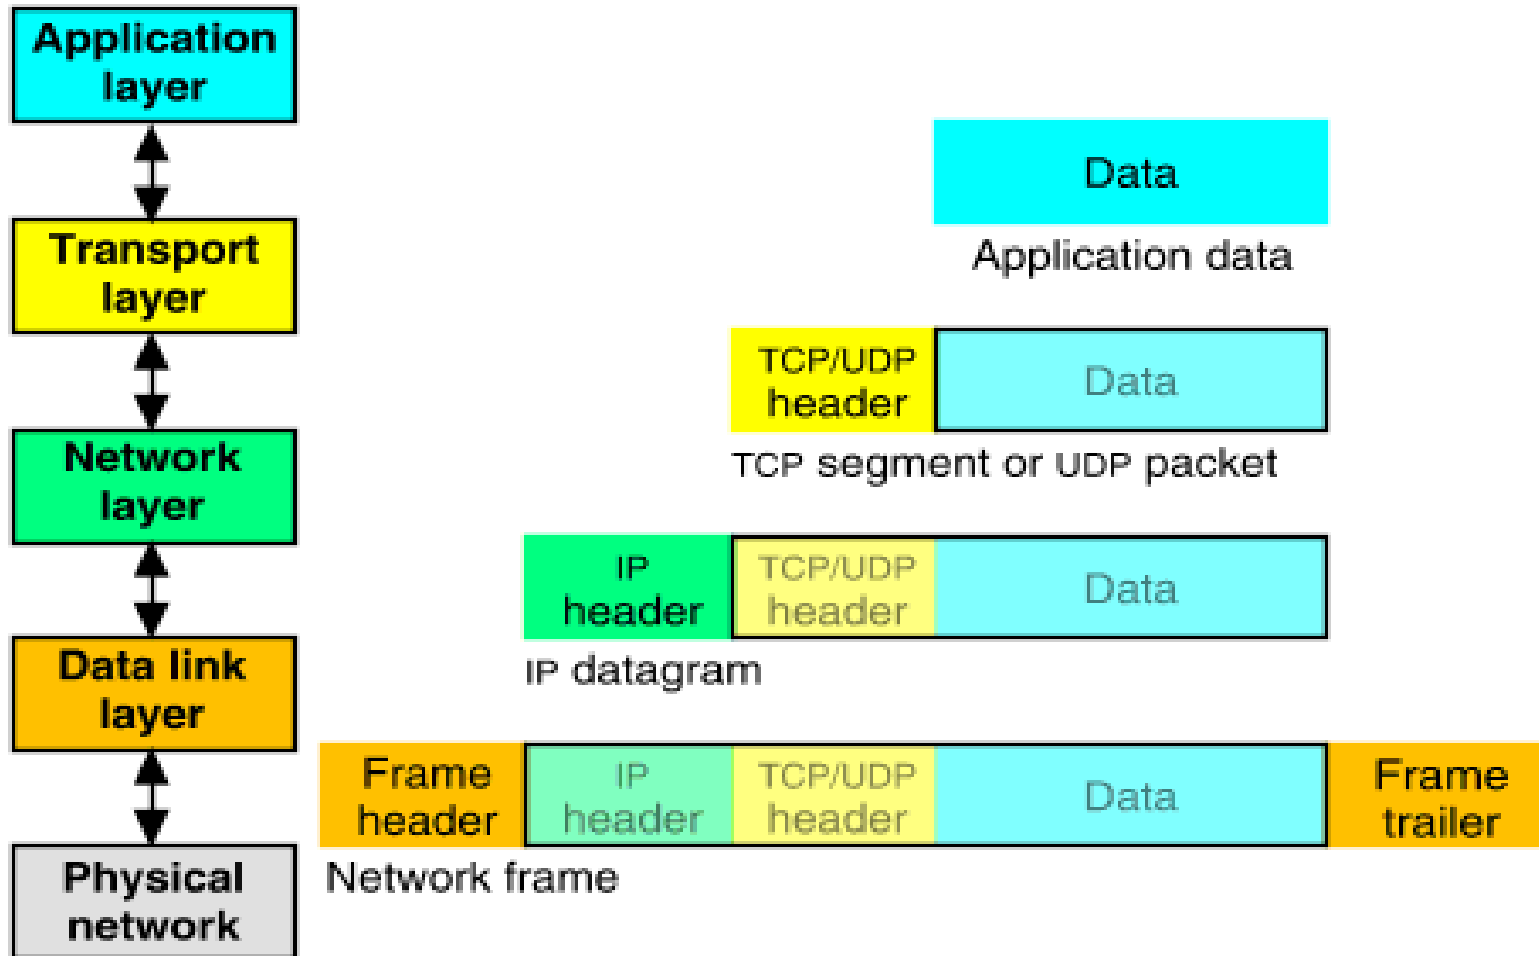 Application
layer
Transport
layer
Network
layer
Data link
layer
Physical
network
Data
Application data
TCP/UDP
header
Data
TCP segment or UDP packet
IP
header
TCP/UDP
header
Data
IP datagram
Frame
header
IP
header
TCP/UDP
header
Data
Frame
trailer
Network frame